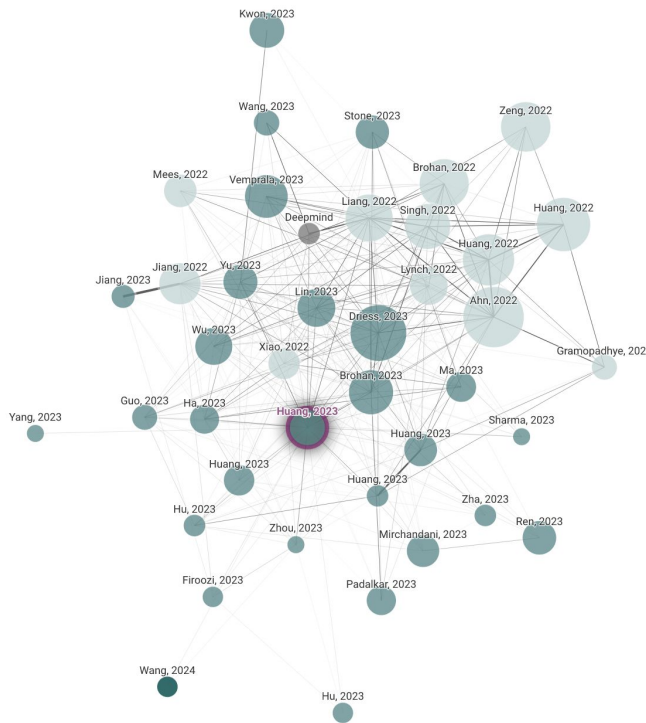 Kwon, 2023
Wang, 2023
Stone, 2023
Zeng, 2022
Mees, 2022
Vemprala, 2023
Brohan, 2022
Liang, 2022
Singh, 2022
Huang, 2022
Deepmind
Huang, 2022
Jiang, 2023
Jiang, 2022
Yu, 2023
Lynch, 2022
Lin, 2023
Ahn, 2022
Driess, 2023
Wu, 2023
Xiao, 2022
Gramopadhye, 202
Brohan, 2023
Ma, 2023
Guo, 2023
Ha, 2023
Huang, 2023
Yang, 2023
Sharma, 2023
Huang, 2023
Huang, 2023
Huang, 2023
Zha, 2023
Hu, 2023
Zhou, 2023
Mirchandani, 2023
Ren, 2023
Firoozi, 2023
Padalkar, 2023
Wang, 2024
Hu, 2023